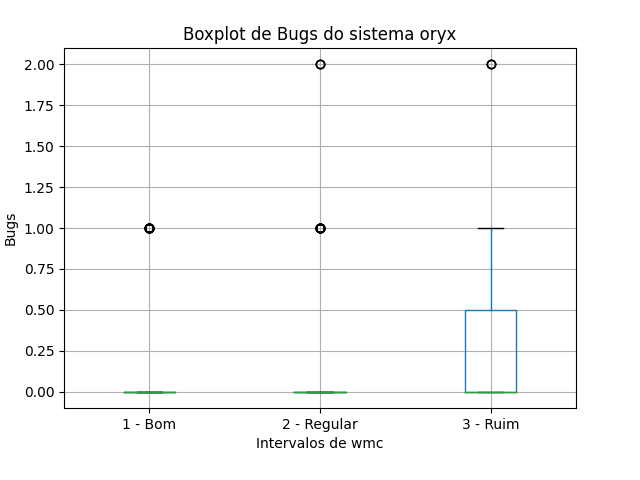 Boxplot de Bugs do sistema oryx
2.00
1.75
1.50
1.25
1.00
0.75
0.50
0.25
0.00
Bugs
1 - Bom
2 - Regular
3 - Ruim
Intervalos de wmc